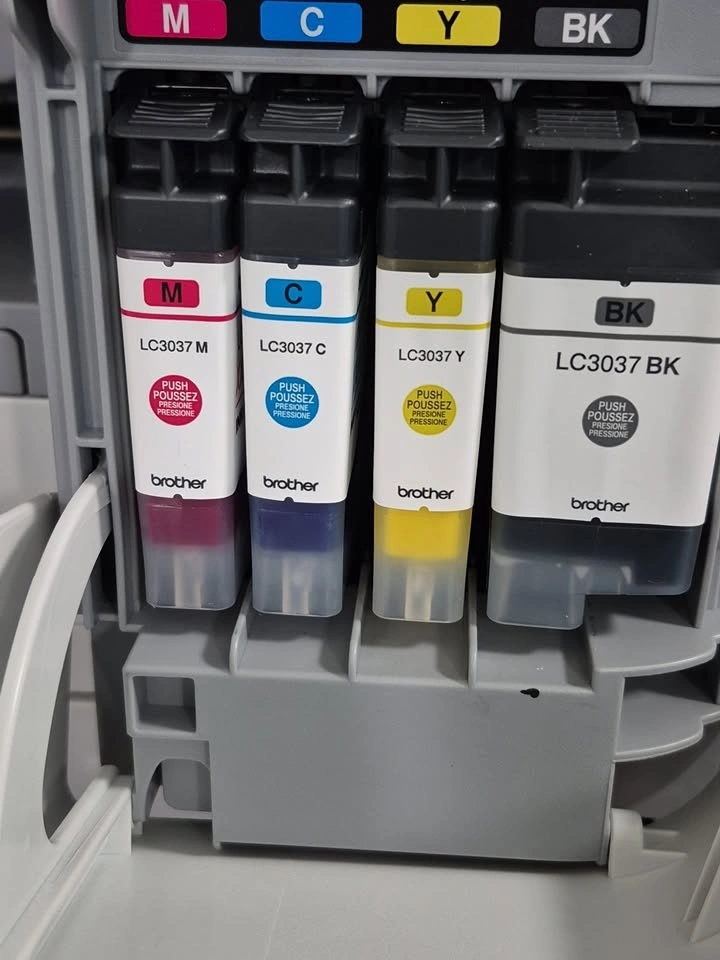 M C Y BK
M
LC3037 M
PUSH
POUSSEZ
PRESIONE
PRESSIONE
brother
C
LC3037 C
PUSH
POUSSEZ
PRESIONE
PRESSIONE
brother
Y
LC3037 Y
PUSH
POUSSEZ
PRESIONE
PRESSIONE
brother
BK
LC3037 BK
PUSH
POUSSEZ
PRESIONE
PRESSIONE
brother